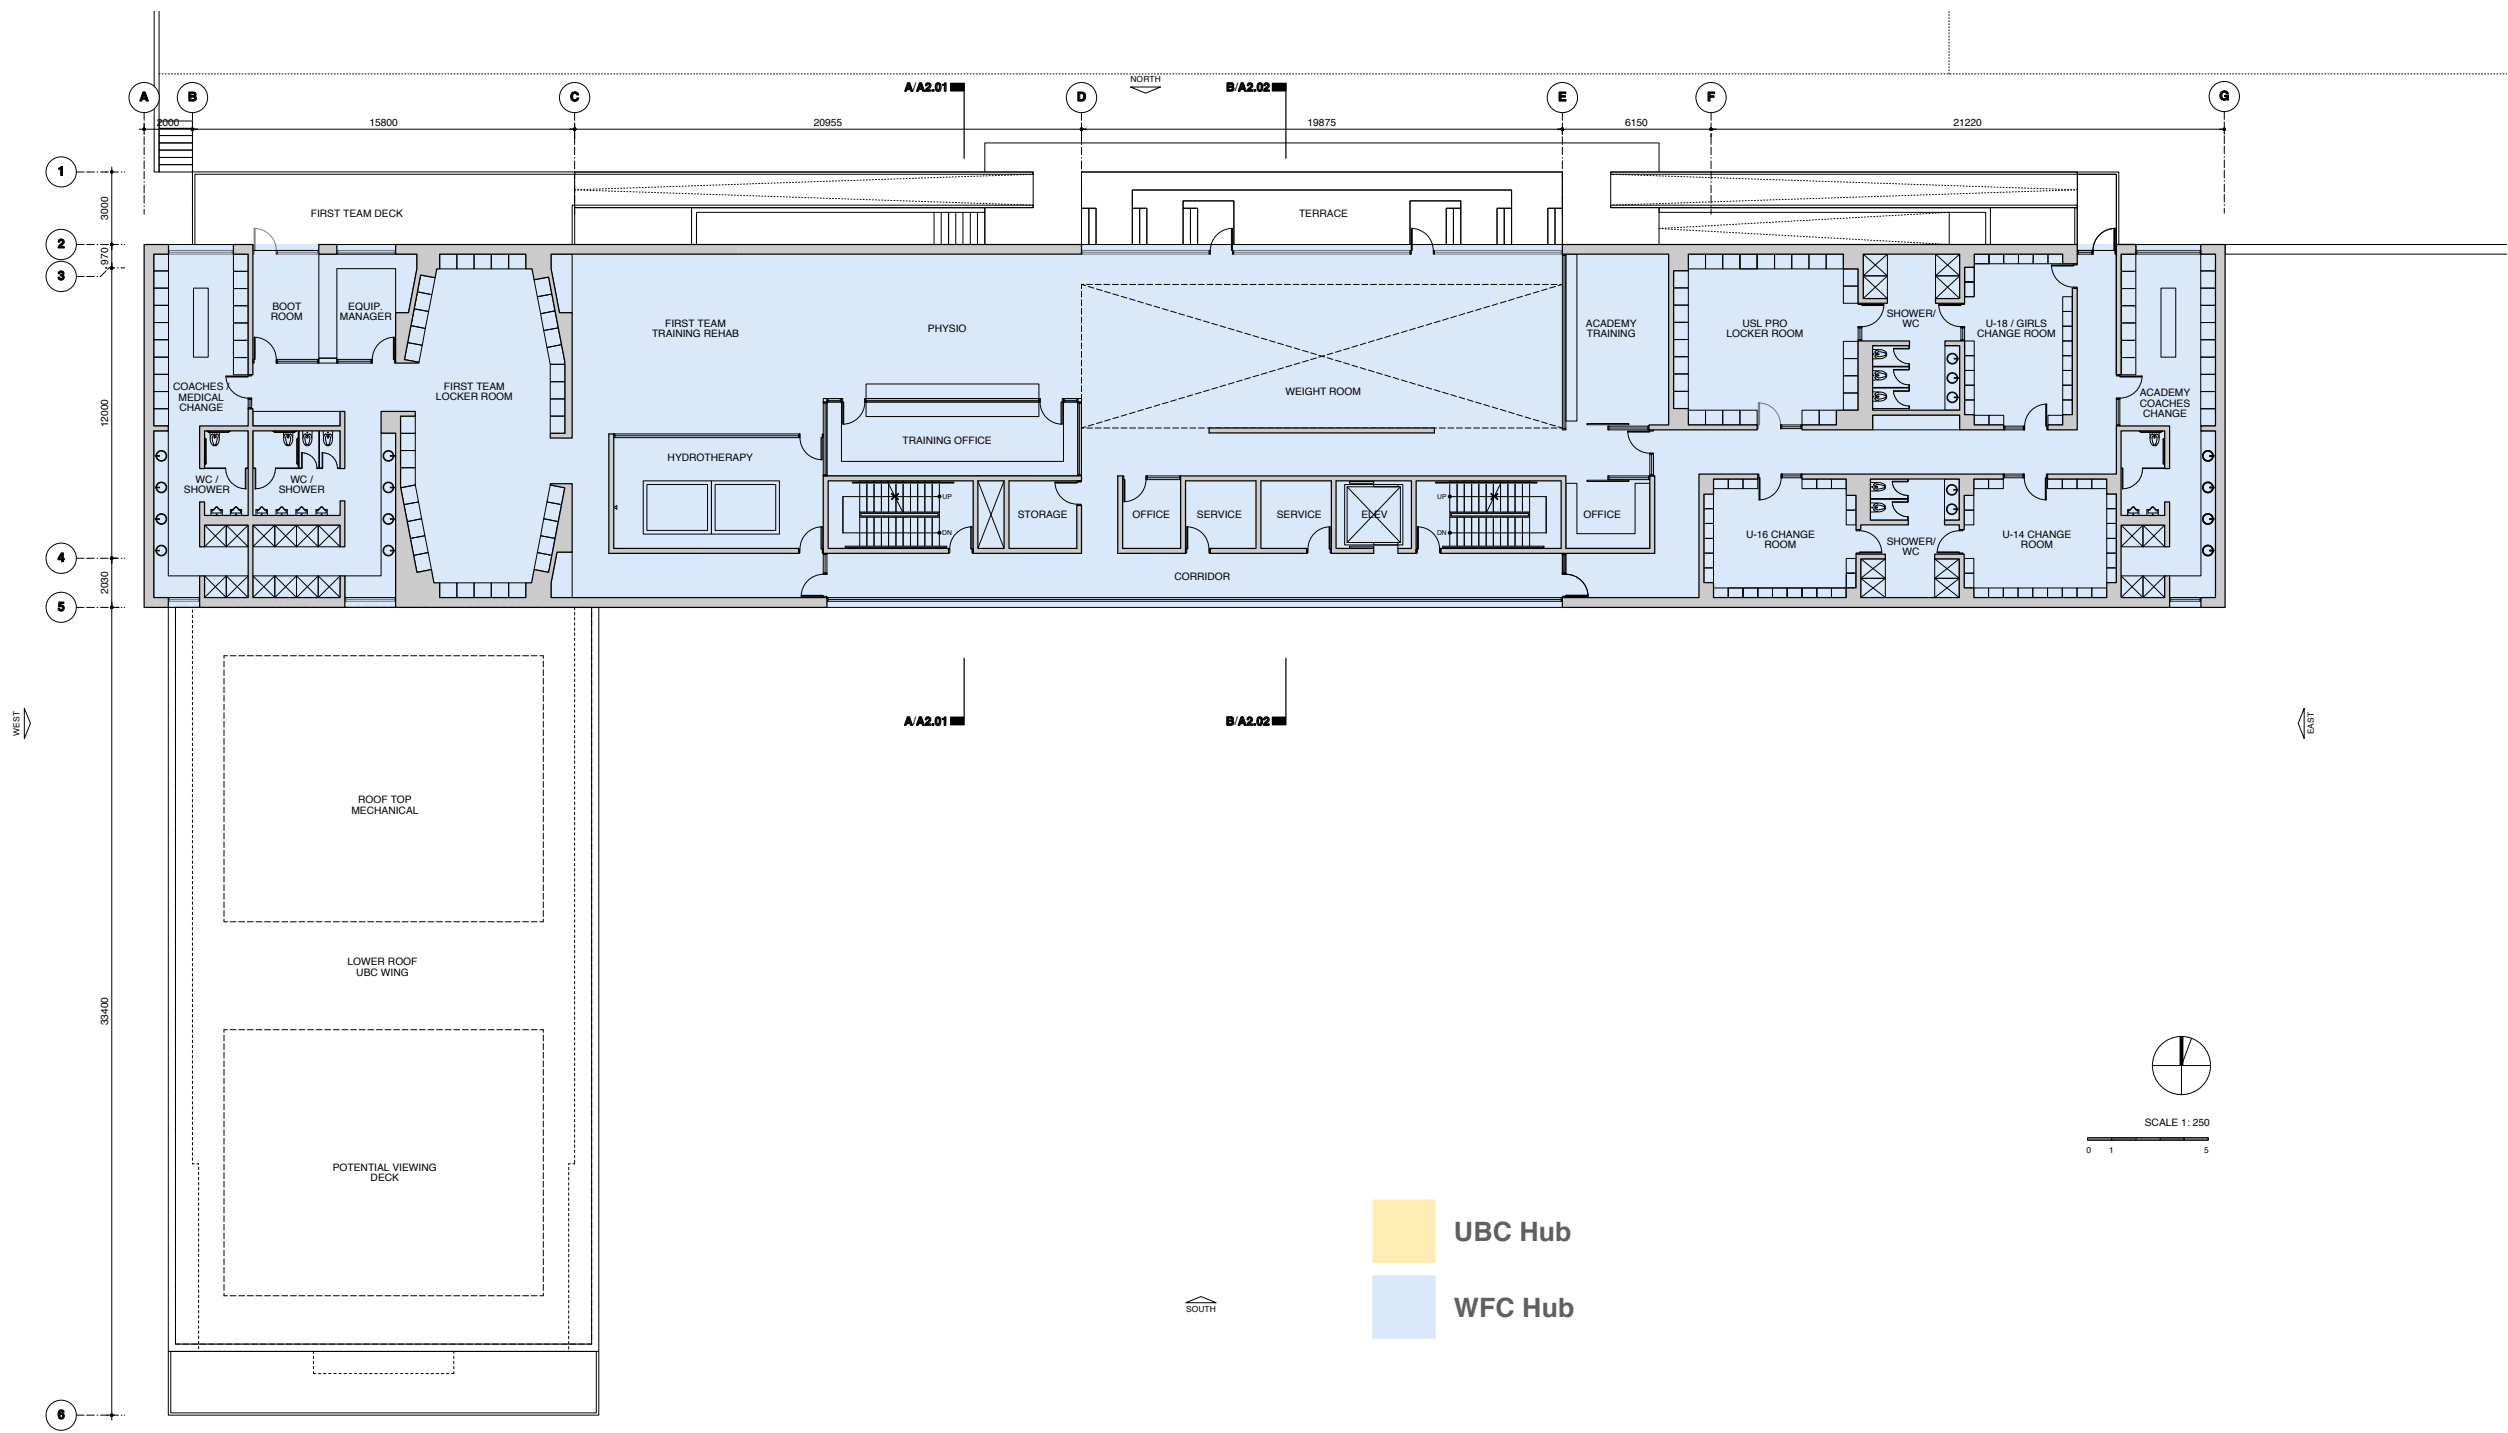 NORTH
A/A2.01
B/A2.02
A
B
C
D
E
F
G
2000
15800
20955
19875
6150
21220
1
3000
FIRST TEAM DECK
TERRACE
2
970
3
BOOT
ROOM
EQUIP.
MANAGER
FIRST TEAM
TRAINING REHAB
PHYSIO
ACADEMY
TRAINING
USL PRO
LOCKER ROOM
SHOWER/
WC
U-18 / GIRLS
CHANGE ROOM
COACHES /
MEDICAL
CHANGE
FIRST TEAM
LOCKER ROOM
WEIGHT ROOM
ACADEMY
COACHES
CHANGE
12000
TRAINING OFFICE
HYDROTHERAPY
WC /
SHOWER
WC /
SHOWER
UP
DN
STORAGE
OFFICE
SERVICE
SERVICE
ELEV
UP
DN
OFFICE
U-16 CHANGE
ROOM
SHOWER/
WC
U-14 CHANGE
ROOM
4
2030
CORRIDOR
5
A/A2.01
B/A2.02
WEST
EAST
ROOF TOP
MECHANICAL
LOWER ROOF
UBC WING
33400
POTENTIAL VIEWING
DECK
SCALE 1: 250
0 1 5
UBC Hub
WFC Hub
SOUTH
6